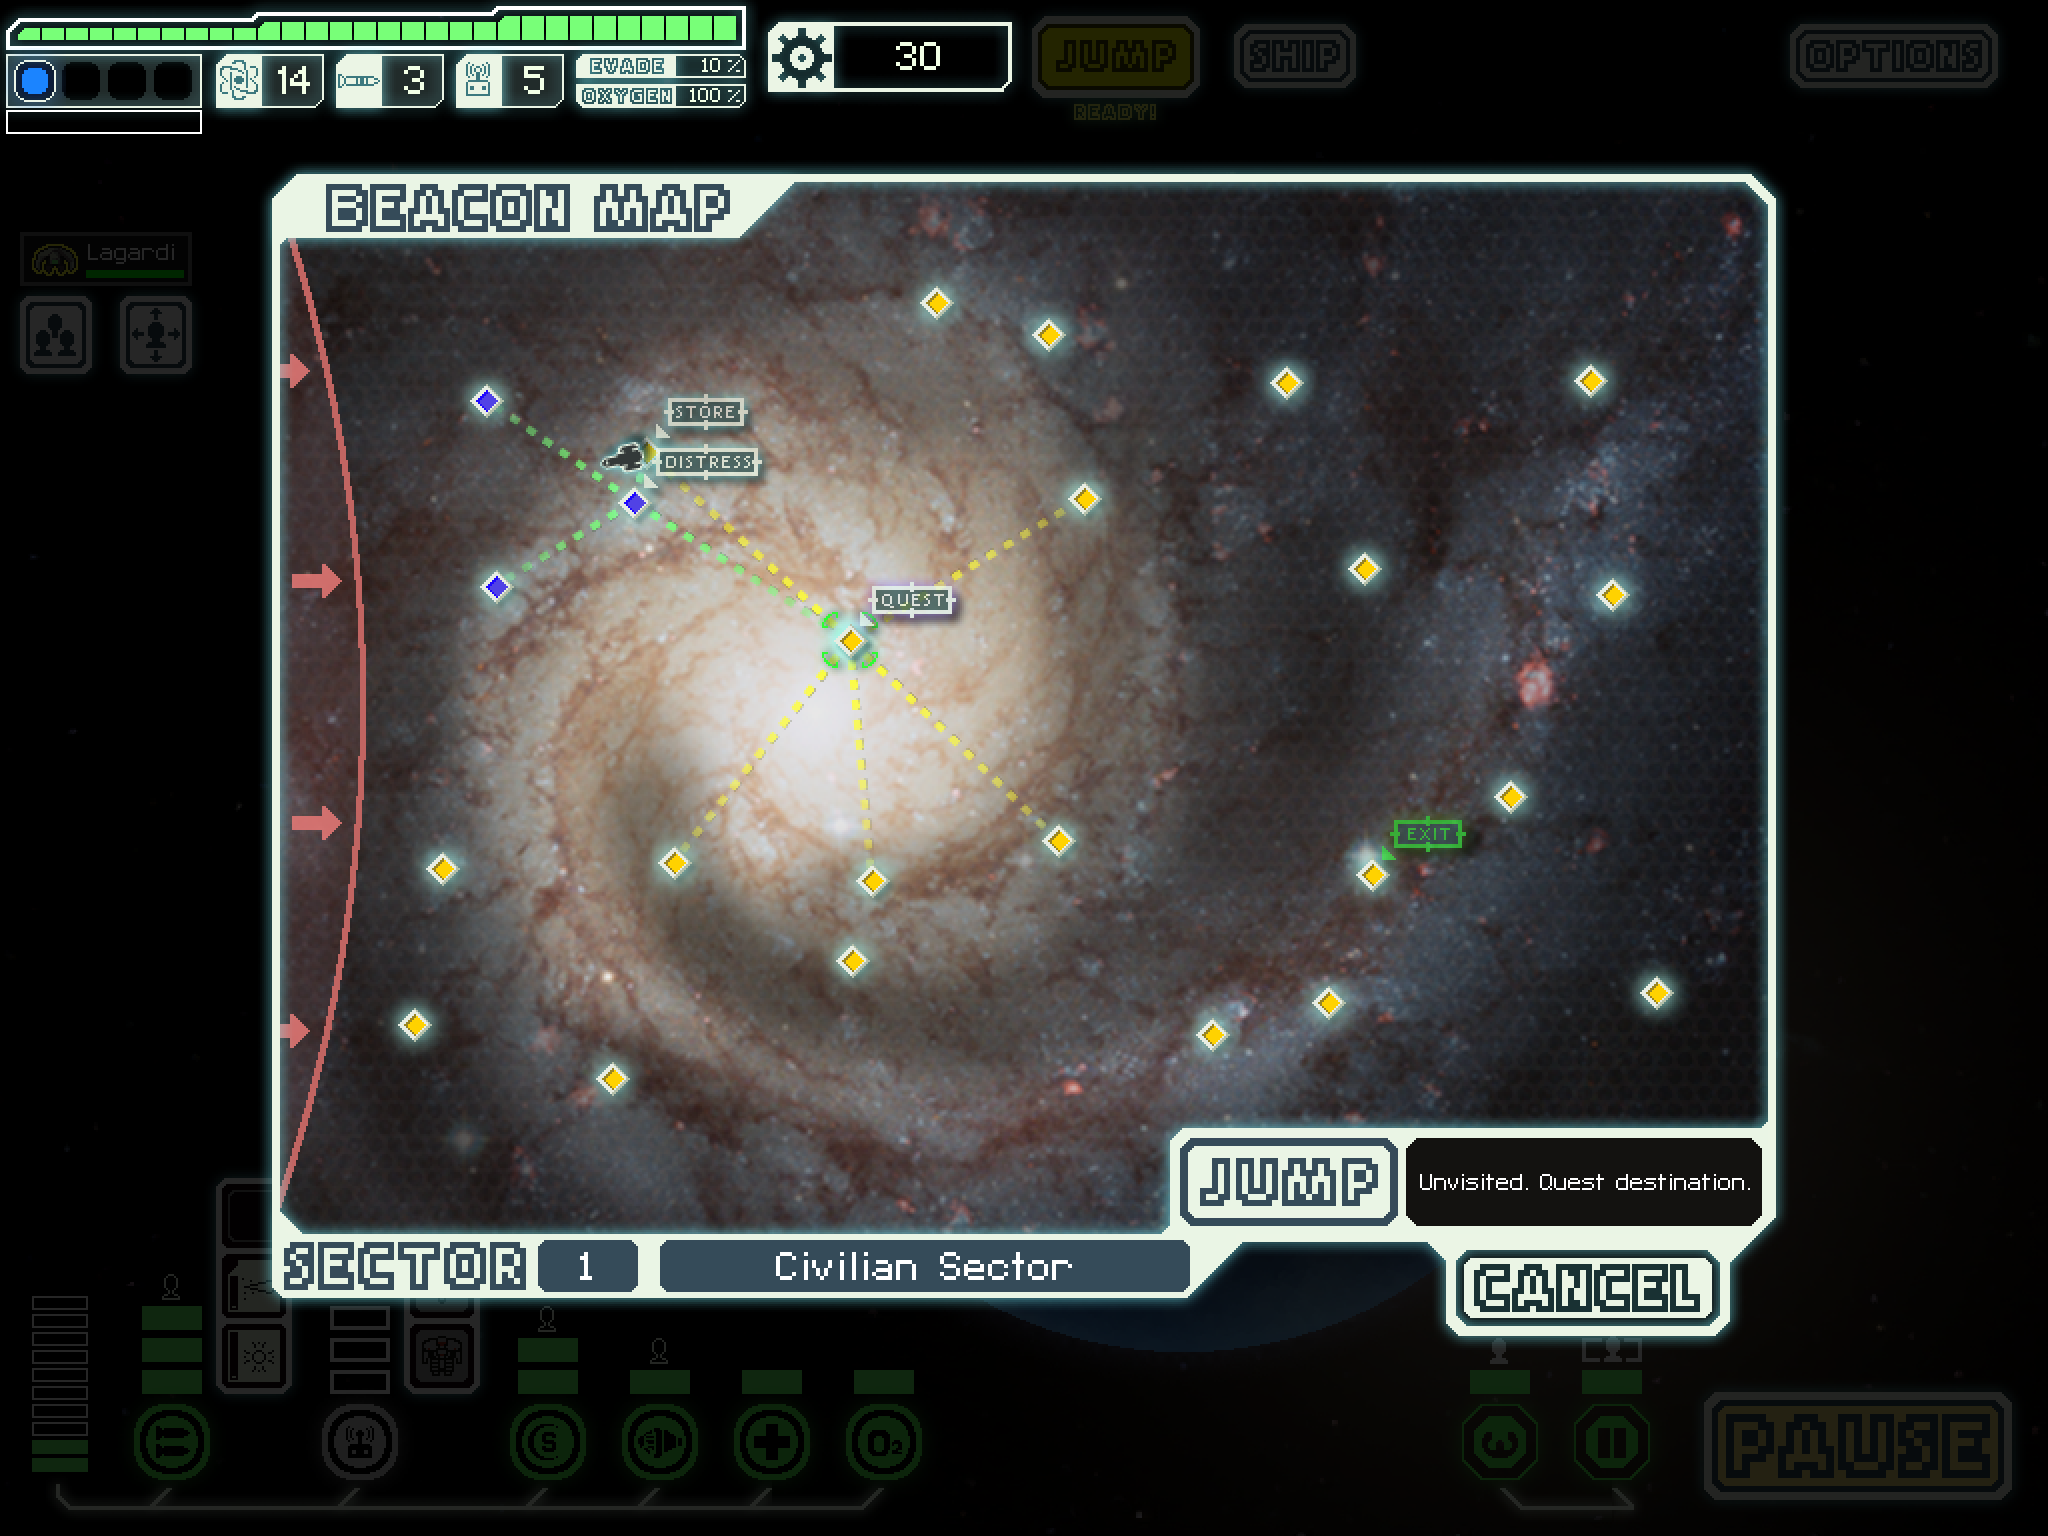 14
3
5
EVADE 10 %
OXYGEN 100 %
30
JUMP
READY!
SHIP
OPTIONS
BEACON MAP
Lagardi
STORE
DISTRESS
QUEST
EXIT
JUMP
Unvisited. Quest destination.
SECTOR 1 Civilian Sector
CANCEL
S
O2
PAUSE